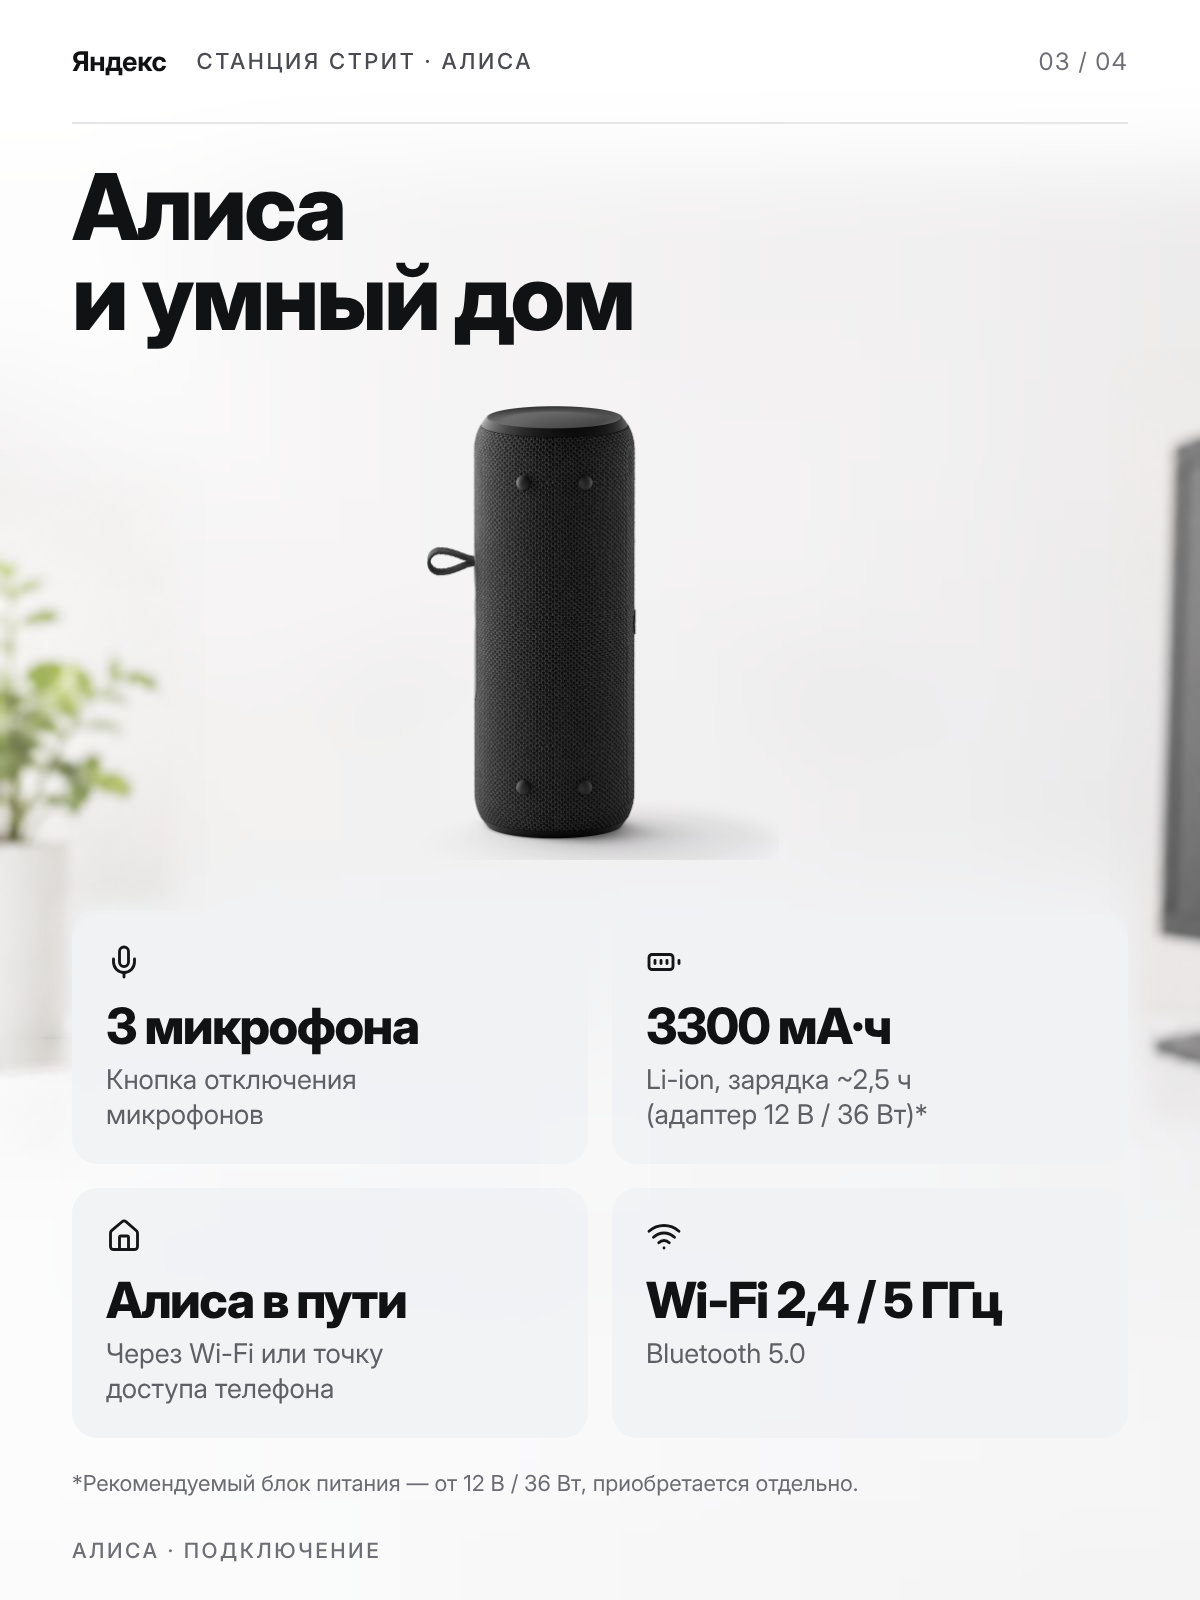 Яндекс СТАНЦИЯ СТРИТ · АЛИСА 03 / 04
Алиса
и умный дом
3 микрофона
Кнопка отключения
микрофонов
3300 мА·ч
Li-ion, зарядка ~2,5 ч
(адаптер 12 В / 36 Вт)*
Алиса в пути
Через Wi-Fi или точку
доступа телефона
Wi-Fi 2,4 / 5 ГГц
Bluetooth 5.0
*Рекомендуемый блок питания — от 12 В / 36 Вт, приобретается отдельно.
АЛИСА · ПОДКЛЮЧЕНИЕ